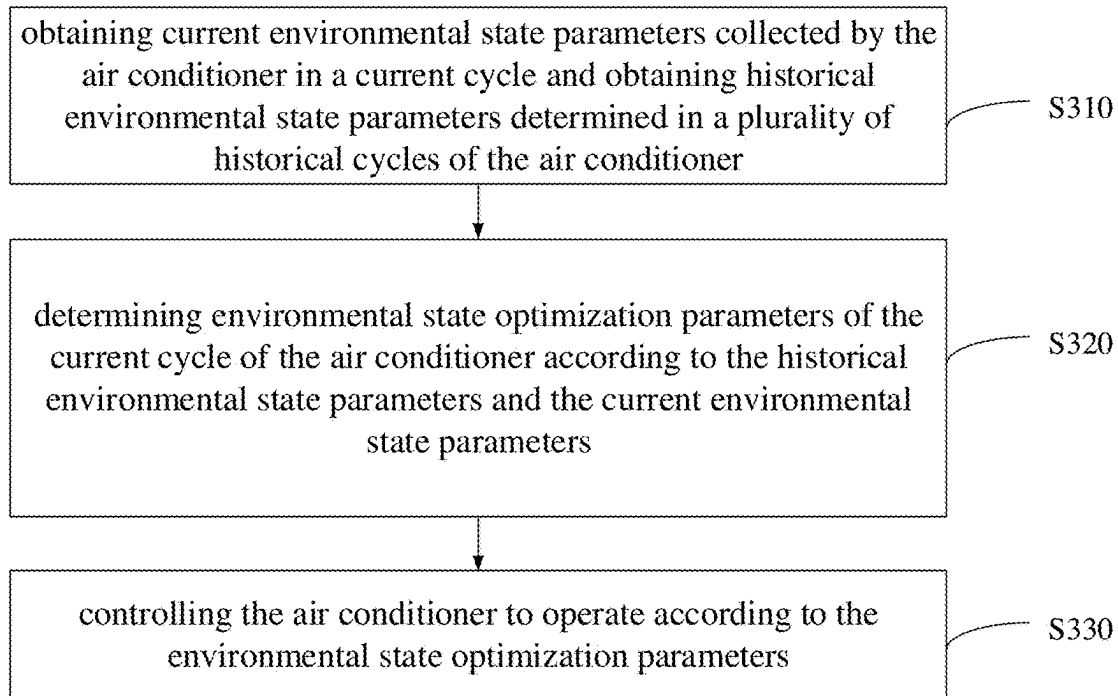 obtaining current environmental state parameters collected by the
air conditioner in a current cycle and obtaining historical
environmental state parameters determined in a plurality of
historical cycles of the air conditioner
S310
determining environmental state optimization parameters of the
current cycle of the air conditioner according to the historical
environmental state parameters and the current environmental
state parameters
S320
controlling the air conditioner to operate according to the
environmental state optimization parameters
S330